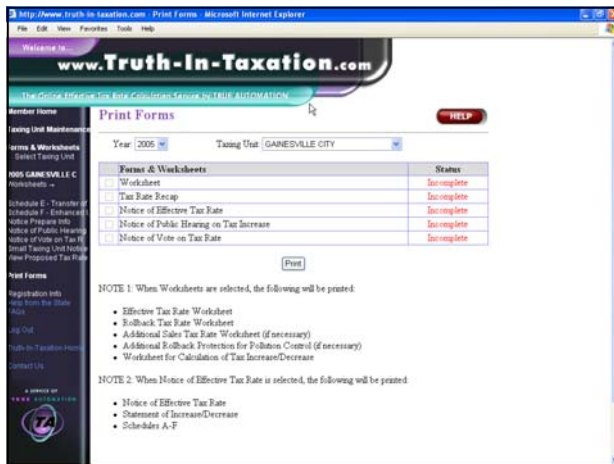 http://www.truth-in-taxation.com - Print Forms - Microsoft Internet Explorer
File Edit View Favorites Tools Help
Welcome to...
www.Truth-In-Taxation.com
The Online Effective Tax Rate Calculation Service by TRUE AUTOMATION
Member Home
Taxing Unit Maintenance
Forms & Worksheets
Select Taxing Unit
2005 GAINESVILLE C
Worksheets →
Schedule E - Transfer of
Schedule F - Enhanced
Notice Prepare Info
Notice of Public Hearing
Notice of Vote on Tax R
Small Taxing Unit Notice
View Proposed Tax Rate
Print Forms
Registration Info
Help from the State
FAQs
Log Out
Truth-In-Taxation Home
Contact Us
A SERVICE OF
TRUE AUTOMATION
TA
Print Forms
HELP
Year: 2005 Taxing Unit: GAINESVILLE CITY
Forms & Worksheets Status
Worksheet Incomplete
Tax Rate Recap Incomplete
Notice of Effective Tax Rate Incomplete
Notice of Public Hearing on Tax Increase Incomplete
Notice of Vote on Tax Rate Incomplete
Print
NOTE 1: When Worksheets are selected, the following will be printed:
• Effective Tax Rate Worksheet
• Rollback Tax Rate Worksheet
• Additional Sales Tax Rate Worksheet (if necessary)
• Additional Rollback Protection for Pollution Control (if necessary)
• Worksheet for Calculation of Tax Increase/Decrease
NOTE 2: When Notice of Effective Tax Rate is selected, the following will be printed:
• Notice of Effective Tax Rate
• Statement of Increase/Decrease
• Schedules A-F